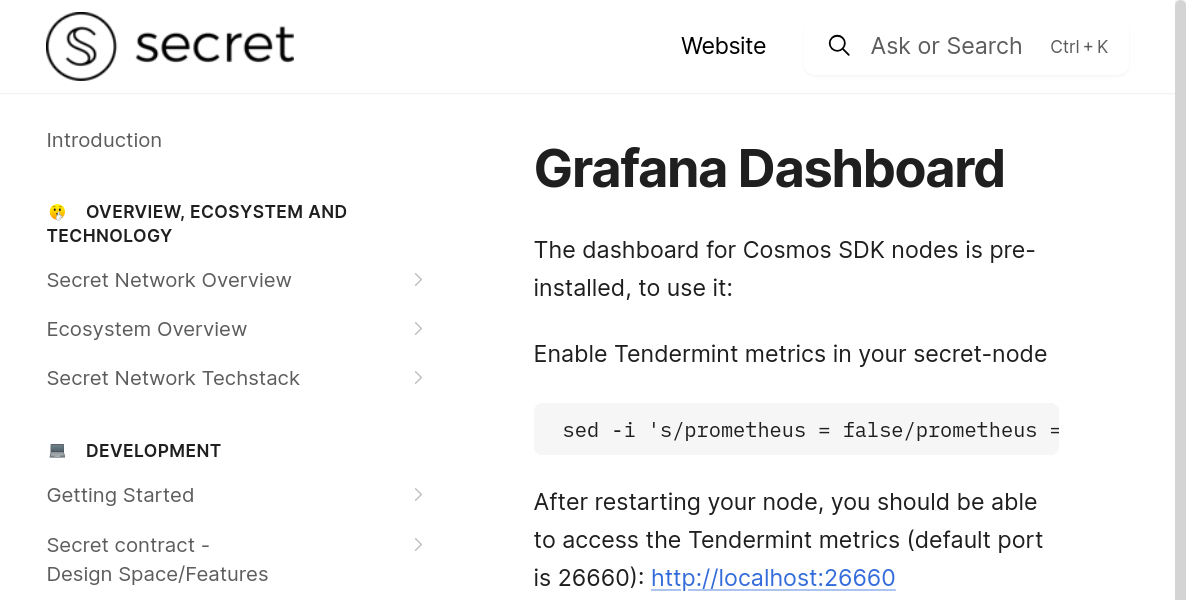 secret
Website
Ask or Search Ctrl + K
Introduction
OVERVIEW, ECOSYSTEM AND
TECHNOLOGY
Secret Network Overview
Ecosystem Overview
Secret Network Techstack
DEVELOPMENT
Getting Started
Secret contract -
Design Space/Features
Grafana Dashboard
The dashboard for Cosmos SDK nodes is pre-
installed, to use it:
Enable Tendermint metrics in your secret-node
sed -i 's/prometheus = false/prometheus =
After restarting your node, you should be able
to access the Tendermint metrics (default port
is 26660): http://localhost:26660